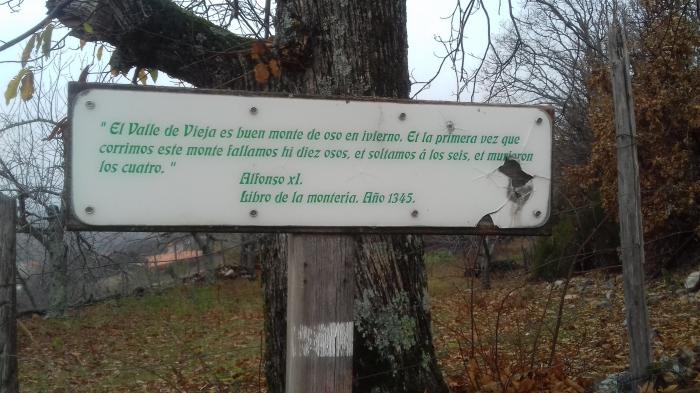 " El Valle de Vieja es buen monte de oso en ivierno. Et la primera vez que
corrimos este monte fallamos hi diez osos, et soltamos á los seis, et murieron
los cuatro. "
Alfonso xI.
Libro de la montería. Año 1345.